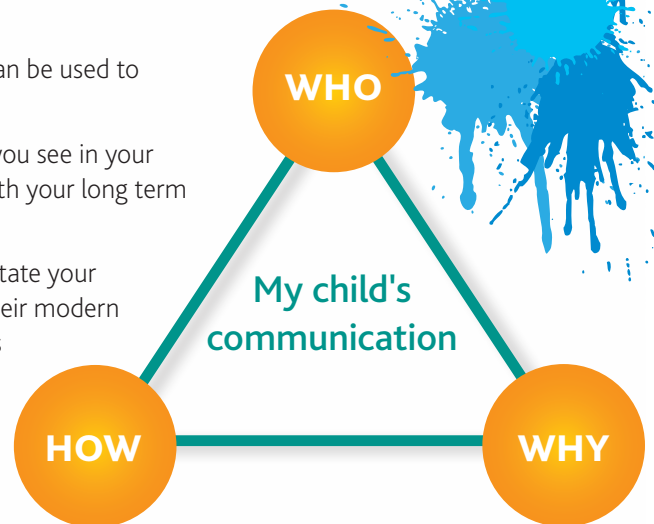 an be used to
WHO
you see in your
th your long term
tate your
eir modern
My child's
communication
HOW
WHY